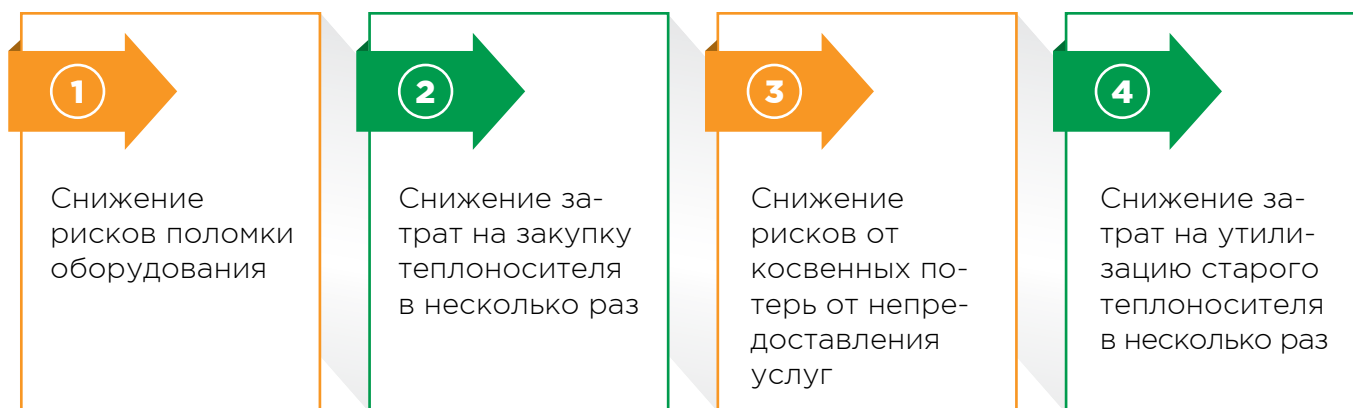 1
Снижение
рисков поломки
оборудования
2
Снижение за-
трат на закупку
теплоносителя
в несколько раз
3
Снижение
рисков от
косвенных по-
терь от непре-
доставления
услуг
4
Снижение за-
трат на утили-
зацию старого
теплоносителя
в несколько раз